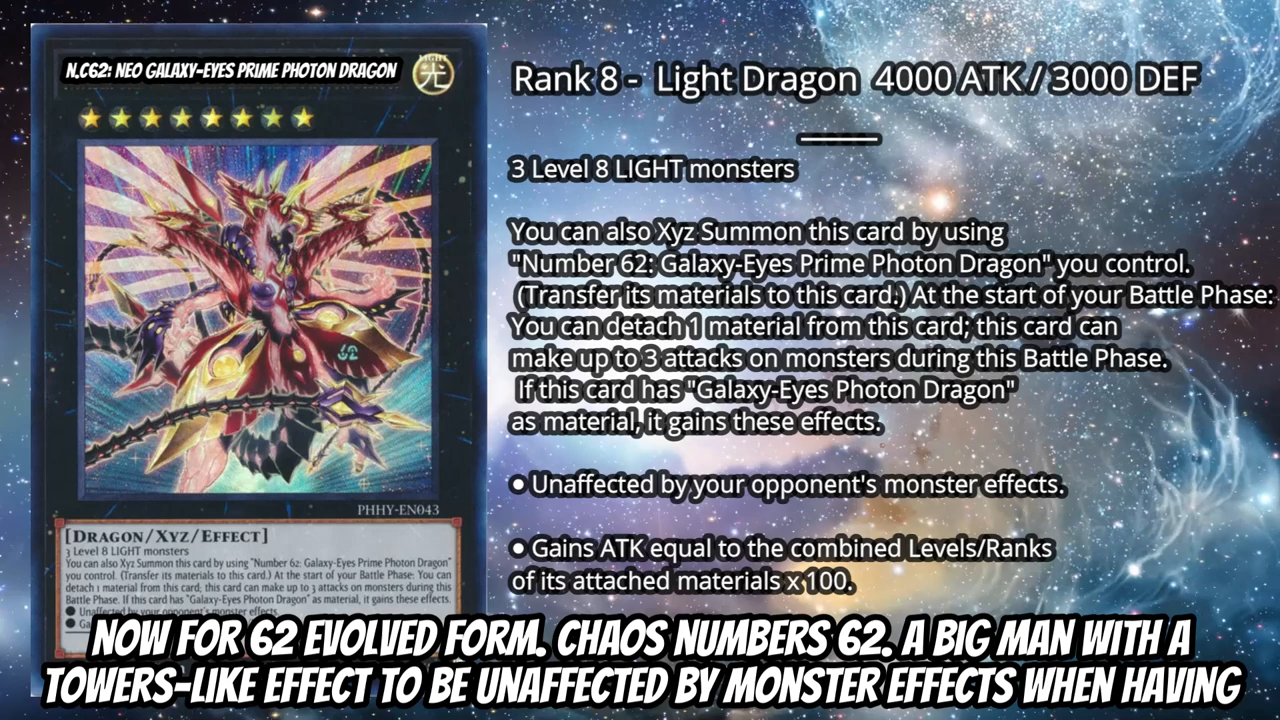 N.C62: NEO GALAXY-EYES PRIME PHOTON DRAGON
LIGHT
光
62
PHHY-EN043
[DRAGON/XYZ/EFFECT]
3 Level 8 LIGHT monsters
You can also Xyz Summon this card by using "Number 62: Galaxy-Eyes Prime Photon Dragon"
you control. (Transfer its materials to this card.) At the start of your Battle Phase: You can
detach 1 material from this card; this card can make up to 3 attacks on monsters during this
Battle Phase. If this card has "Galaxy-Eyes Photon Dragon" as material, it gains these effects.
● Unaffected by your opponent's monster effects.
● Ga
Rank 8 - Light Dragon 4000 ATK / 3000 DEF
3 Level 8 LIGHT monsters
You can also Xyz Summon this card by using
"Number 62: Galaxy-Eyes Prime Photon Dragon" you control.
(Transfer its materials to this card.) At the start of your Battle Phase:
You can detach 1 material from this card; this card can
make up to 3 attacks on monsters during this Battle Phase.
If this card has "Galaxy-Eyes Photon Dragon"
as material, it gains these effects.
● Unaffected by your opponent's monster effects.
● Gains ATK equal to the combined Levels/Ranks
of its attached materials x 100.
NOW FOR 62 EVOLVED FORM. CHAOS NUMBERS 62. A BIG MAN WITH A
TOWERS-LIKE EFFECT TO BE UNAFFECTED BY MONSTER EFFECTS WHEN HAVING